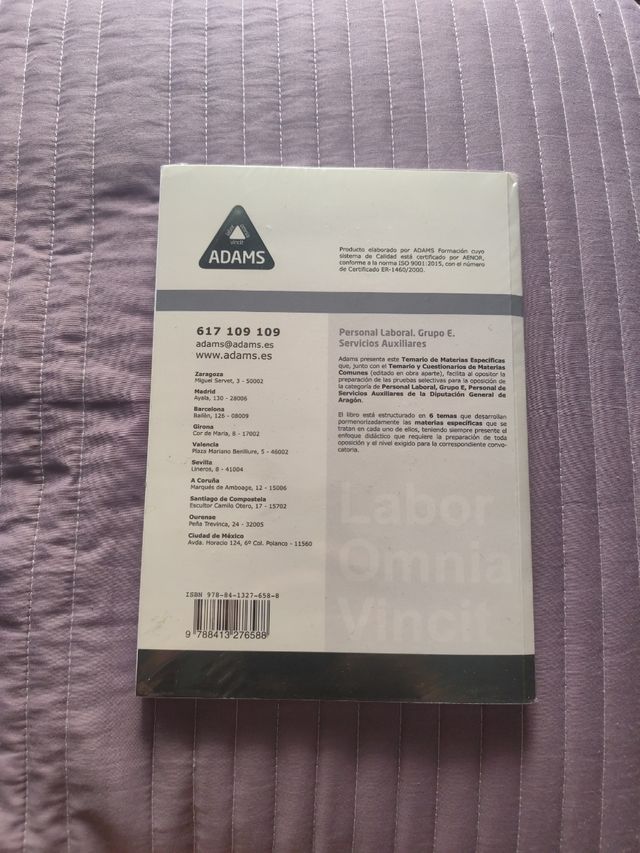 labor
omnia
vincit
ADAMS
Producto elaborado por ADAMS Formación cuyo
sistema de Calidad está certificado por AENOR,
conforme a la norma ISO 9001:2015, con el número
de Certificado ER-1460/2000.
617 109 109
adams@adams.es
www.adams.es
Zaragoza
Miguel Servet, 3 - 50002
Madrid
Ayala, 130 - 28006
Barcelona
Bailén, 126 - 08009
Girona
Cor de Maria, 8 - 17002
Valencia
Plaza Mariano Benlliure, 5 - 46002
Sevilla
Lineros, 8 - 41004
A Coruña
Marqués de Amboage, 12 - 15006
Santiago de Compostela
Escultor Camilo Otero, 17 - 15702
Ourense
Peña Trevinca, 24 - 32005
Ciudad de México
Avda. Horacio 124, 6º Col. Polanco - 11560
Personal Laboral. Grupo E.
Servicios Auxiliares
Adams presenta este Temario de Materias Específicas
que, junto con el Temario y Cuestionarios de Materias
Comunes (editado en obra aparte), facilita al opositor la
preparación de las pruebas selectivas para la oposición de
la categoría de Personal Laboral, Grupo E, Personal de
Servicios Auxiliares de la Diputación General de
Aragón.
El libro está estructurado en 6 temas que desarrollan
pormenorizadamente las materias específicas que se
tratan en cada uno de ellos, teniendo siempre presente el
enfoque didáctico que requiere la preparación de toda
oposición y el nivel exigido para la correspondiente convo-
catoria.
Labor
Omnia
Vincit
ISBN 978-84-1327-658-8
9 788413 276588